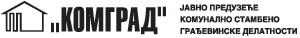 „КОМГРАД"
ЈАВНО ПРЕДУЗЕЋЕ
КОМУНАЛНО СТАМБЕНО
ГРАЂЕВИНСКЕ ДЕЛАТНОСТИ